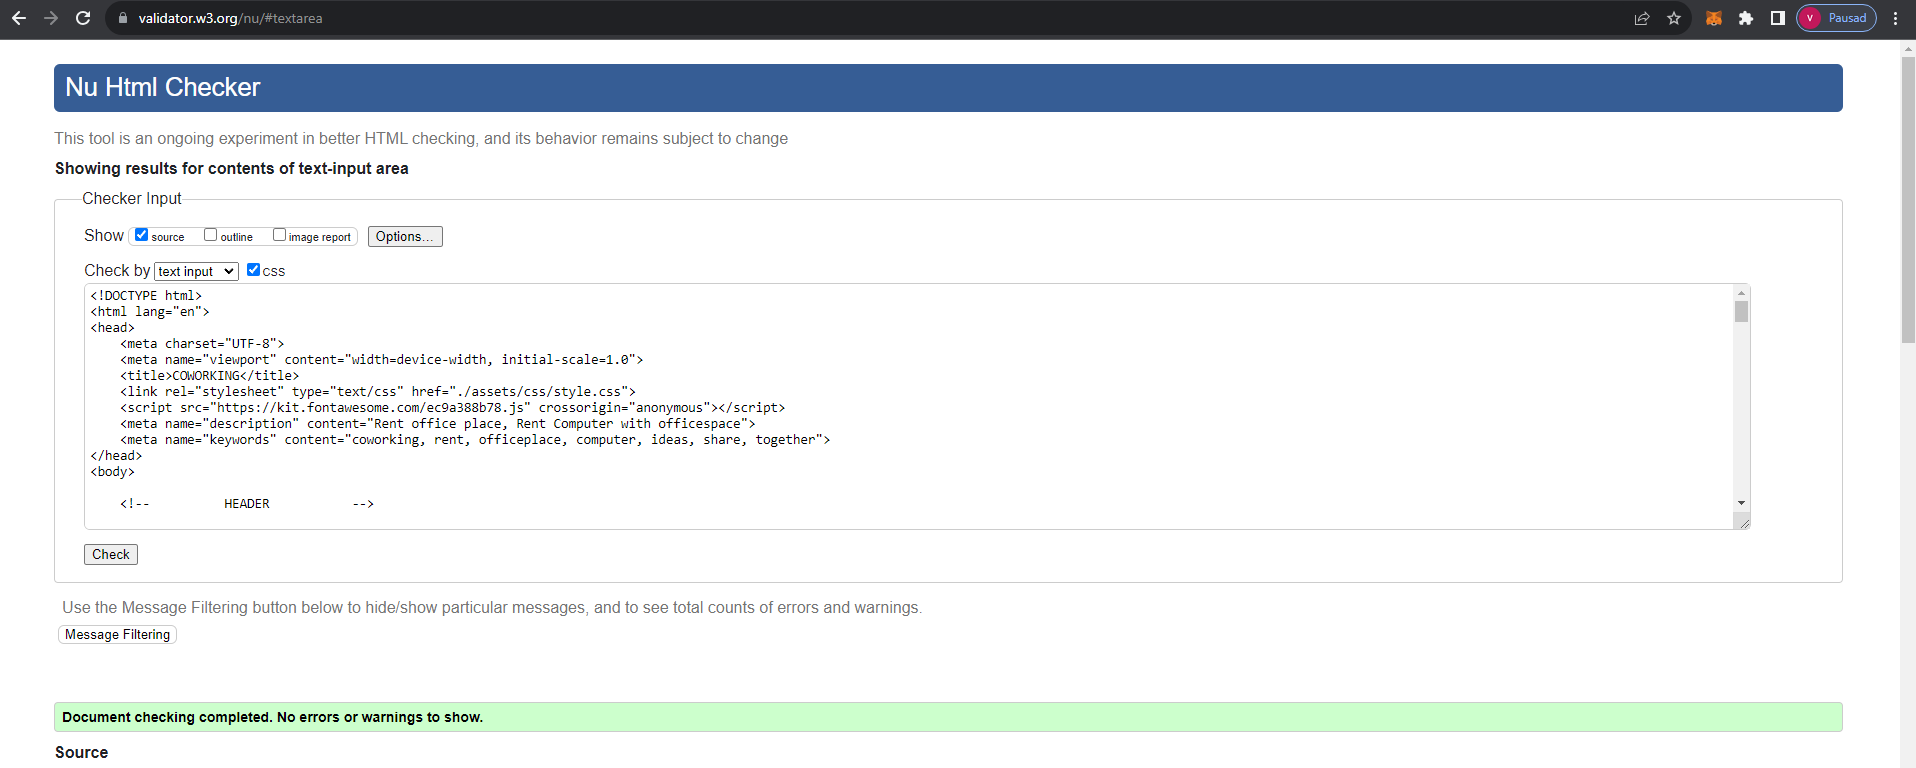 validator.w3.org/nu/#textarea
V Pausad
Nu Html Checker
This tool is an ongoing experiment in better HTML checking, and its behavior remains subject to change
Showing results for contents of text-input area
Checker Input
Show source outline image report Options...
Check by text input css
<!DOCTYPE html>
<html lang="en">
<head>
    <meta charset="UTF-8">
    <meta name="viewport" content="width=device-width, initial-scale=1.0">
    <title>COWORKING</title>
    <link rel="stylesheet" type="text/css" href="./assets/css/style.css">
    <script src="https://kit.fontawesome.com/ec9a388b78.js" crossorigin="anonymous"></script>
    <meta name="description" content="Rent office place, Rent Computer with officespace">
    <meta name="keywords" content="coworking, rent, officeplace, computer, ideas, share, together">
</head>
<body>
    <!--          HEADER           -->
Check
Use the Message Filtering button below to hide/show particular messages, and to see total counts of errors and warnings.
Message Filtering
Document checking completed. No errors or warnings to show.
Source